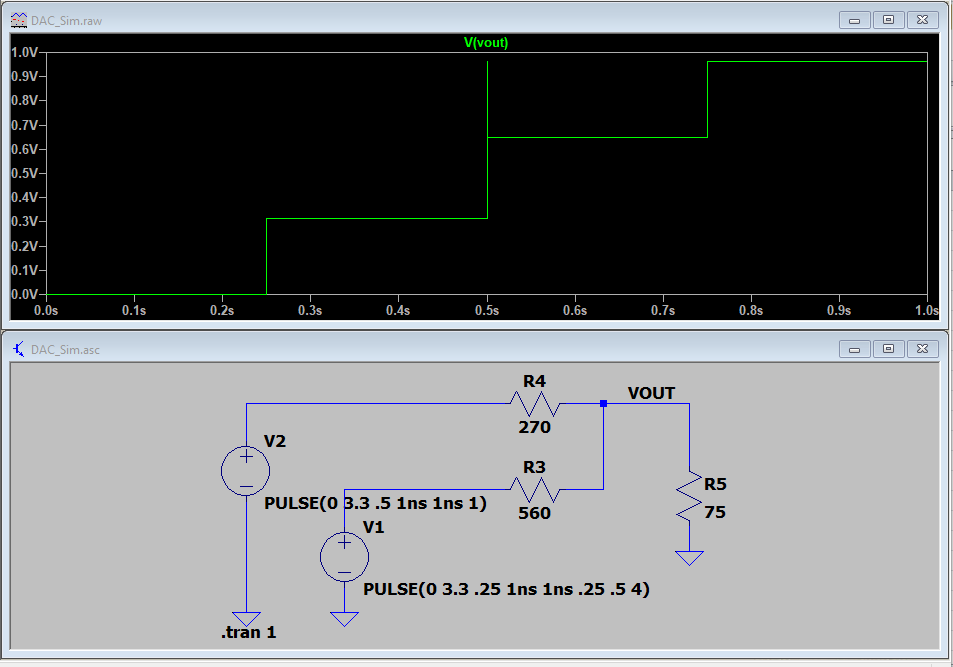 DAC_Sim.raw
V(vout)
1.0V
0.9V
0.8V
0.7V
0.6V
0.5V
0.4V
0.3V
0.2V
0.1V
0.0V
0.0s 0.1s 0.2s 0.3s 0.4s 0.5s 0.6s 0.7s 0.8s 0.9s 1.0s
DAC_Sim.asc
R4
VOUT
270
V2
R3
R5
PULSE(0 3.3 .5 1ns 1ns 1)
560
75
V1
PULSE(0 3.3 .25 1ns 1ns .25 .5 4)
.tran 1